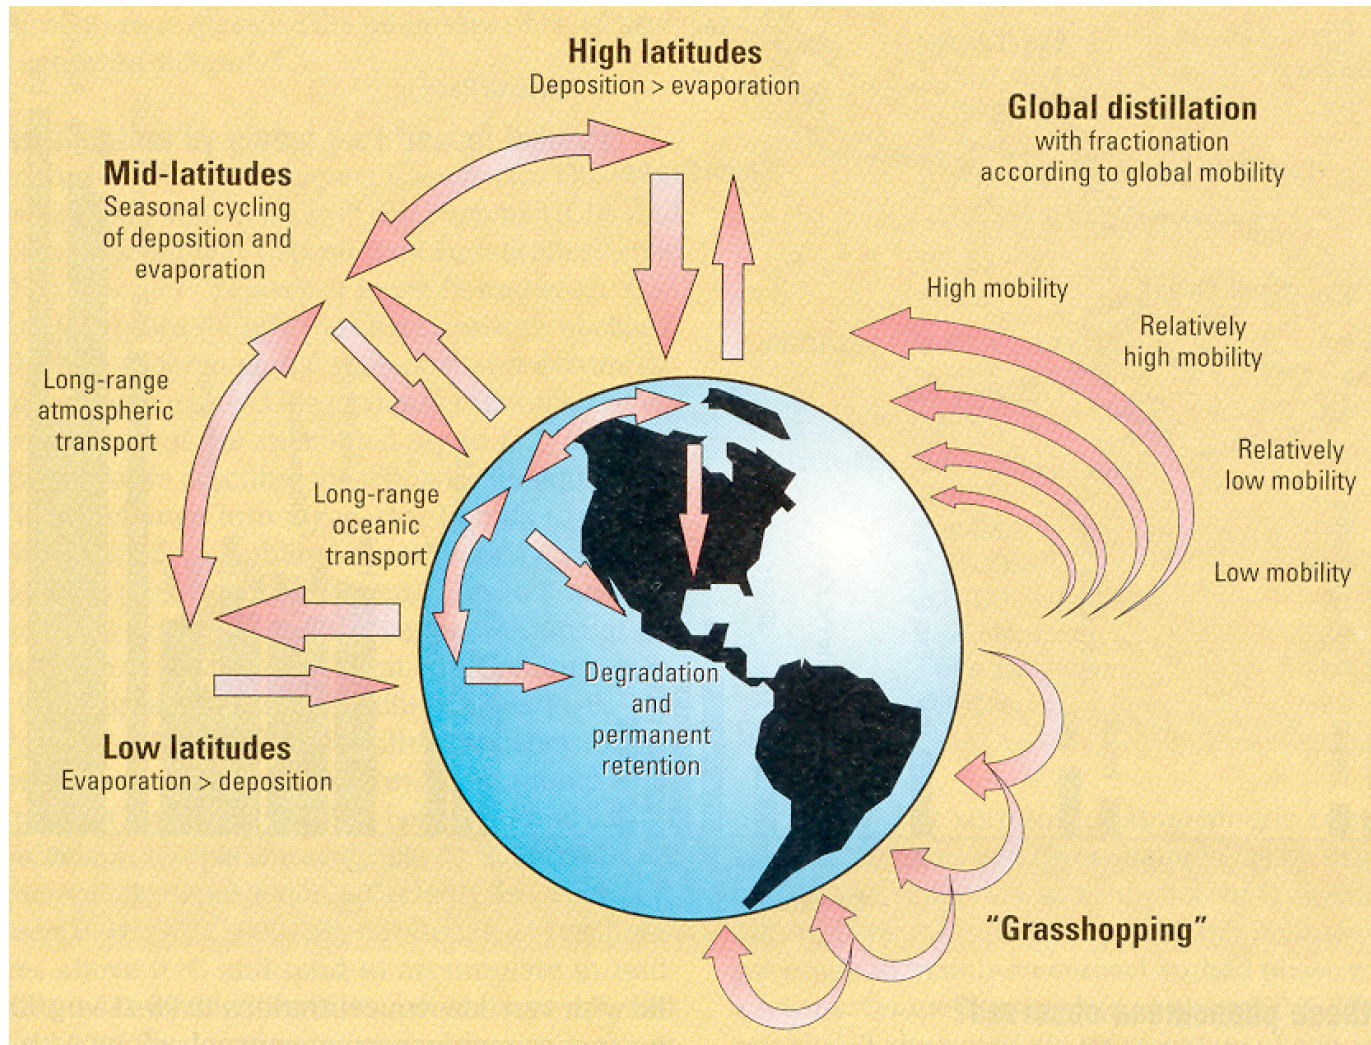 High latitudes
Deposition > evaporation
Global distillation
with fractionation
according to global mobility
Mid-latitudes
Seasonal cycling
of deposition and
evaporation
High mobility
Relatively
high mobility
Long-range
atmospheric
transport
Relatively
low mobility
Long-range
oceanic
transport
Low mobility
Degradation
and
permanent
retention
Low latitudes
Evaporation > deposition
“Grasshopping”